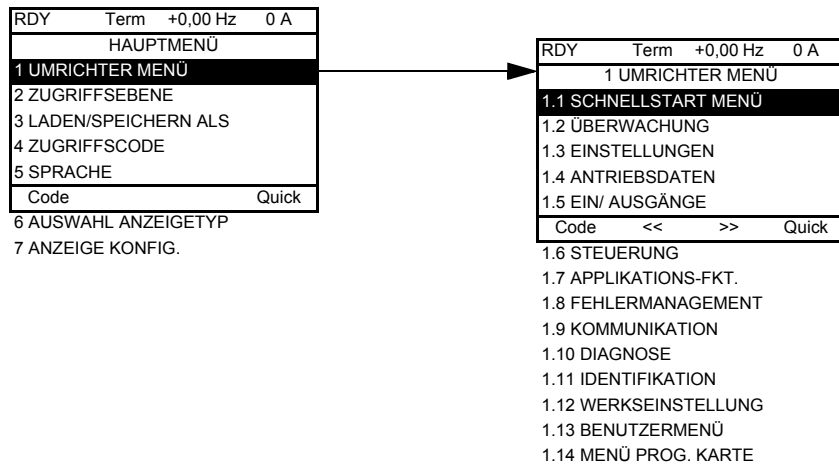 RDY Term +0,00 Hz 0 A
HAUPTMENÜ
1 UMRICHTER MENÜ
2 ZUGRIFFSEBENE
3 LADEN/SPEICHERN ALS
4 ZUGRIFFSCODE
5 SPRACHE
Code Quick
6 AUSWAHL ANZEIGETYP
7 ANZEIGE KONFIG.
RDY Term +0,00 Hz 0 A
1 UMRICHTER MENÜ
1.1 SCHNELLSTART MENÜ
1.2 ÜBERWACHUNG
1.3 EINSTELLUNGEN
1.4 ANTRIEBSDATEN
1.5 EIN/ AUSGÄNGE
Code << >> Quick
1.6 STEUERUNG
1.7 APPLIKATIONS-FKT.
1.8 FEHLERMANAGEMENT
1.9 KOMMUNIKATION
1.10 DIAGNOSE
1.11 IDENTIFIKATION
1.12 WERKSEINSTELLUNG
1.13 BENUTZERMENÜ
1.14 MENÜ PROG. KARTE